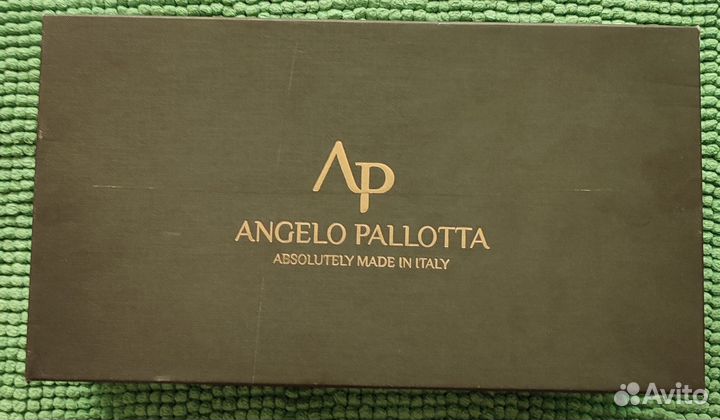 AP
ANGELO PALLOTTA
ABSOLUTELY MADE IN ITALY
Avito